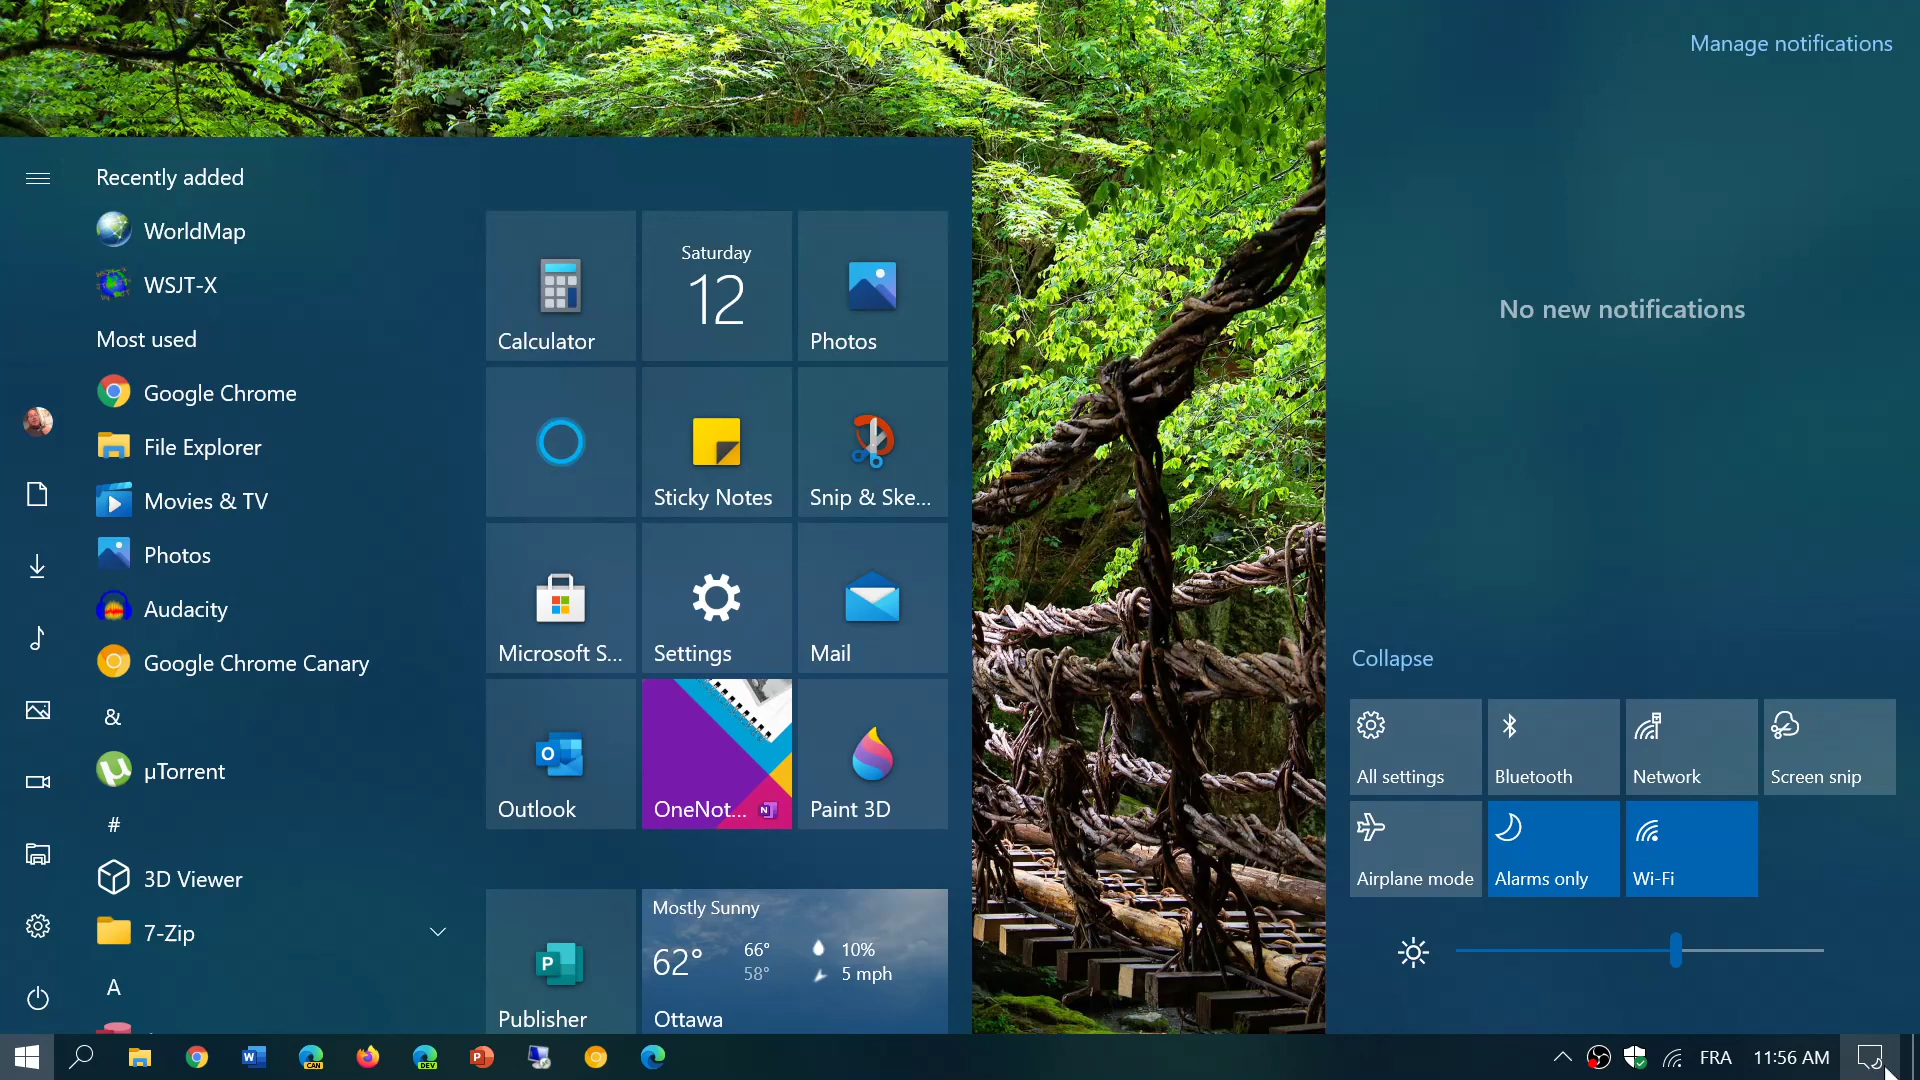 Manage notifications
Recently added
WorldMap
WSJT-X
Most used
Google Chrome
File Explorer
Movies & TV
Photos
Audacity
Google Chrome Canary
&
µTorrent
#
3D Viewer
7-Zip
A
Calculator
Saturday
12
Photos
Sticky Notes
Snip & Ske...
Microsoft S...
Settings
Mail
Outlook
OneNot...
N
Paint 3D
Publisher
P
Mostly Sunny
62° 66° 10%
58° 5 mph
Ottawa
No new notifications
Collapse
All settings
Bluetooth
Network
Screen snip
Airplane mode
Alarms only
Wi-Fi
W
CAN
DEV
P
FRA
11:56 AM